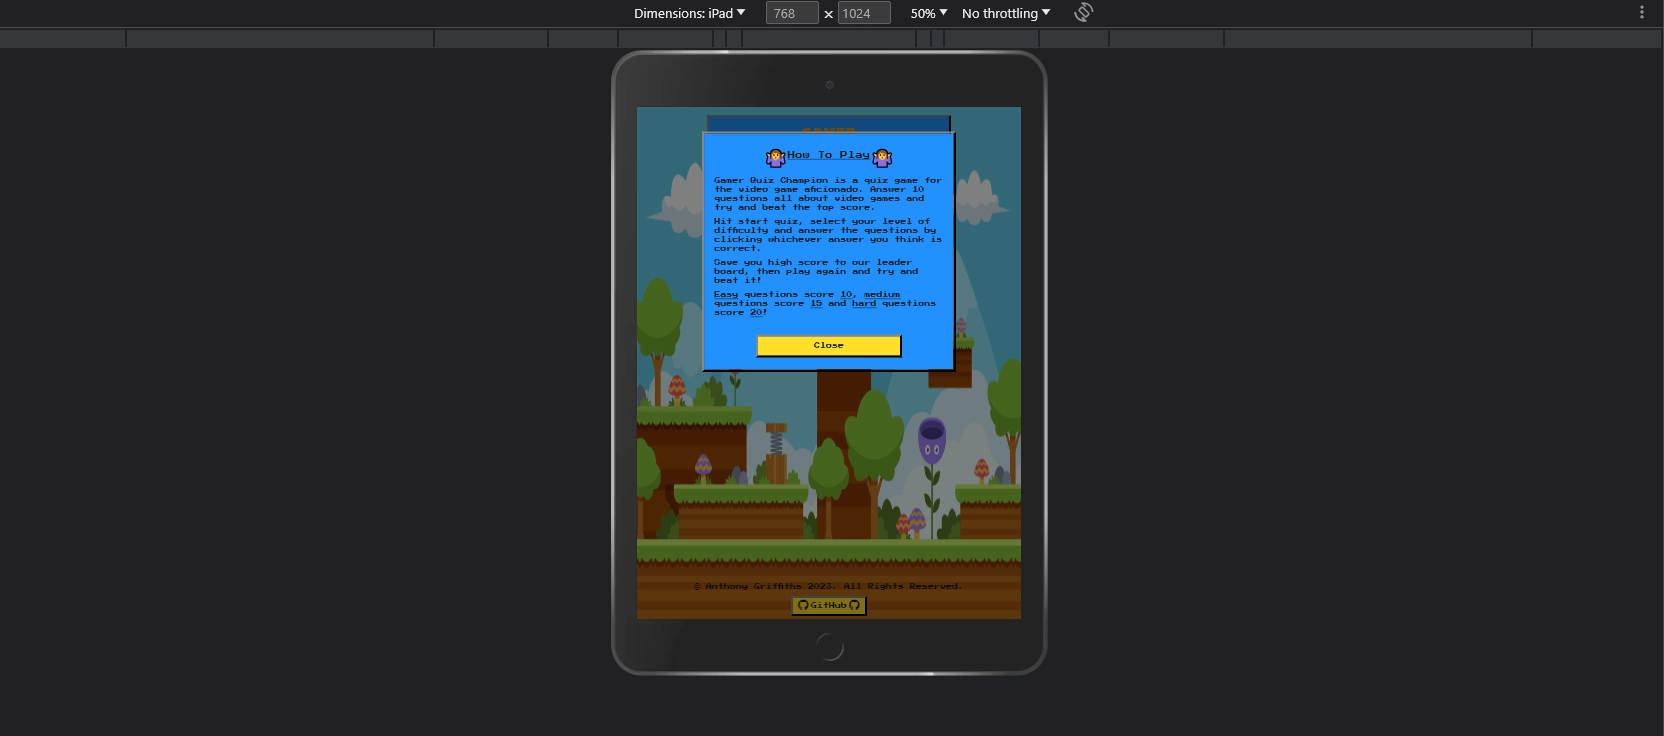 Dimensions: iPad 768 x 1024 50% No throttling
GAMER
How To Play
Gamer Quiz Champion is a quiz game for
the video game aficionado. Answer 10
questions all about video games and
try and beat the top score.
Hit start quiz, select your level of
difficulty and answer the questions by
clicking whichever answer you think is
correct.
Save you high score to our leader
board, then play again and try and
beat it!
Easy questions score 10, medium
questions score 15 and hard questions
score 20!
Close
© Anthony Griffiths 2023. All Rights Reserved.
GitHub